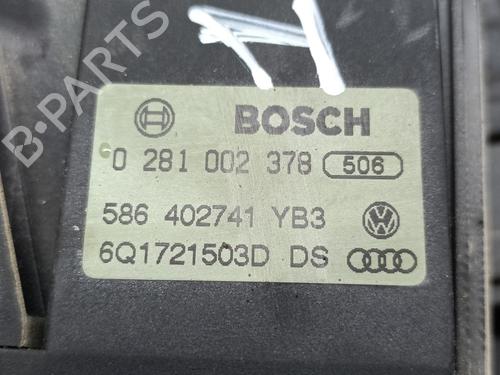 B-PARTS
BOSCH
0 281 002 378 506
586 402741 YB3
6Q1721503D DS